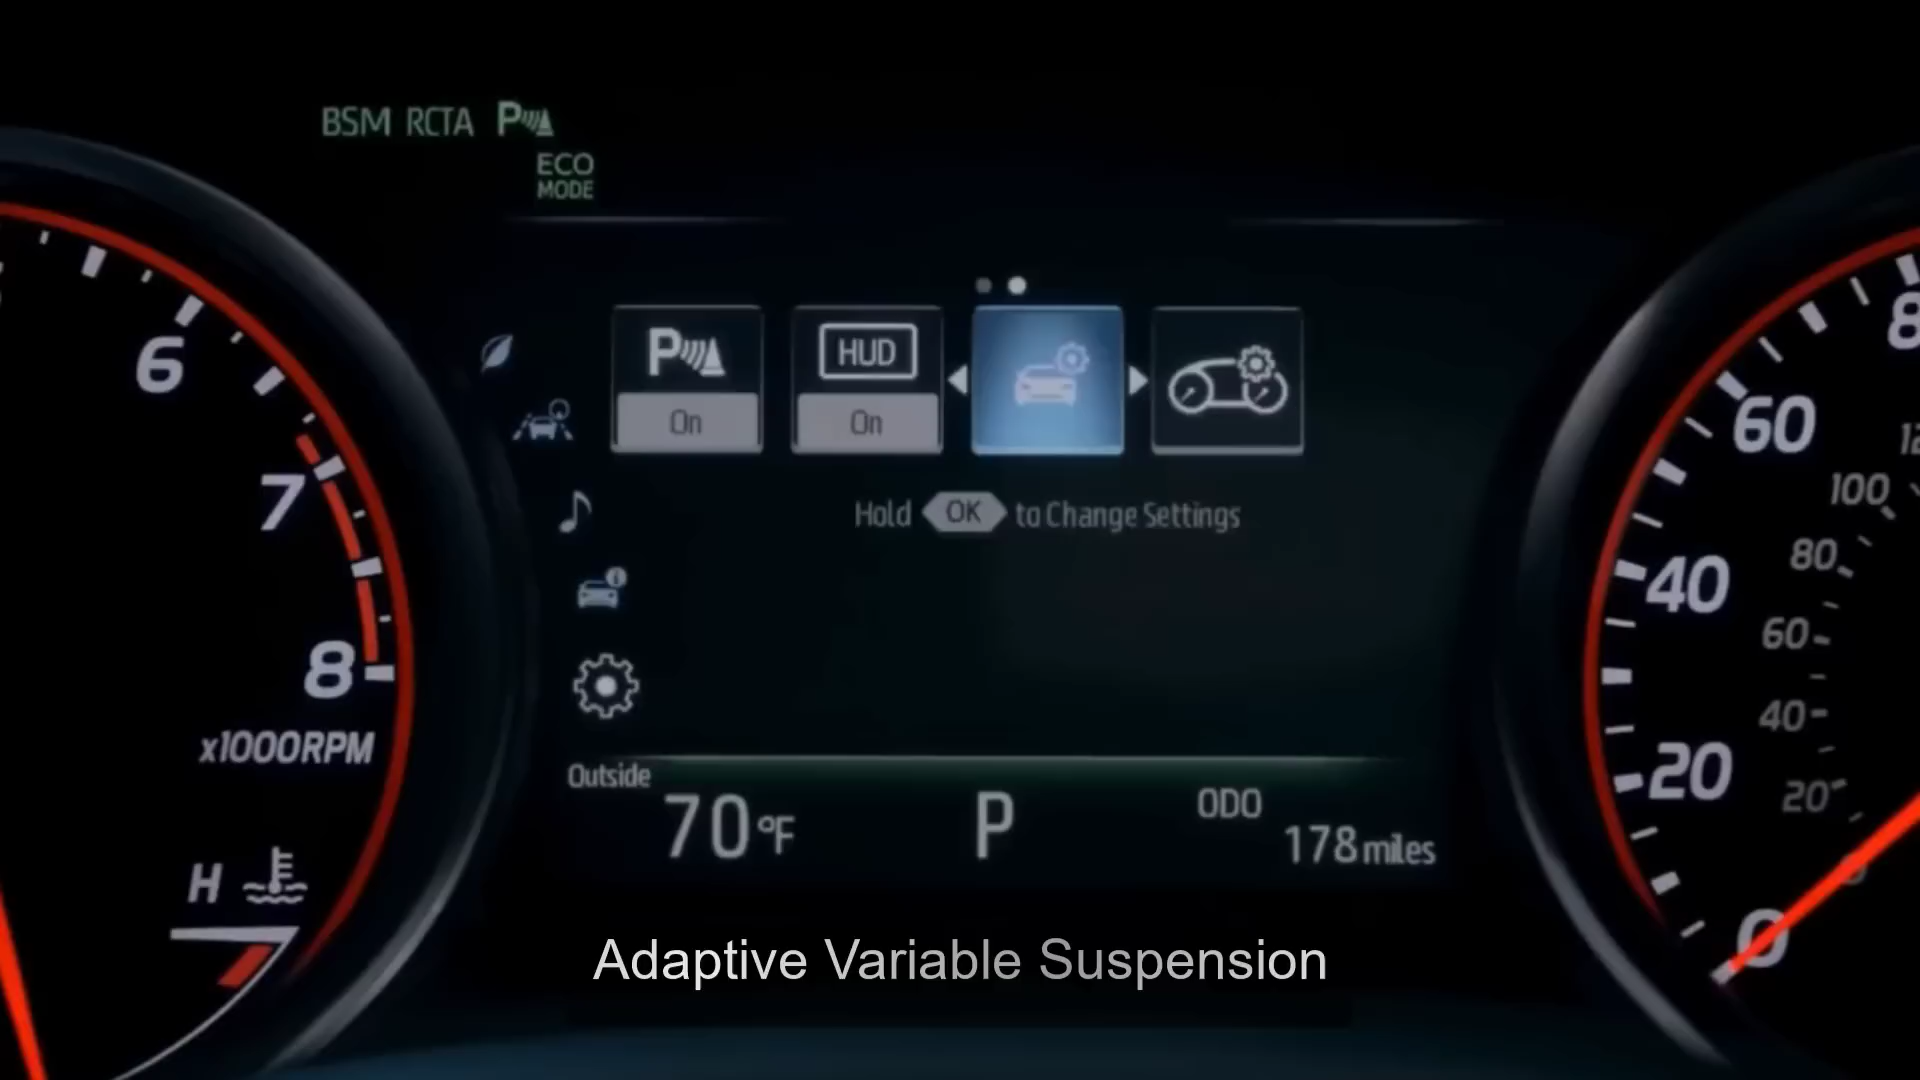 BSM RCTA P
ECO
MODE
P
HUD
On
On
Hold OK to Change Settings
6
7
8
x1000RPM
H
80
60
40
20
0
100
80
60
40
20
Outside
70°F
P
ODO
178 miles
Adaptive Variable Suspension